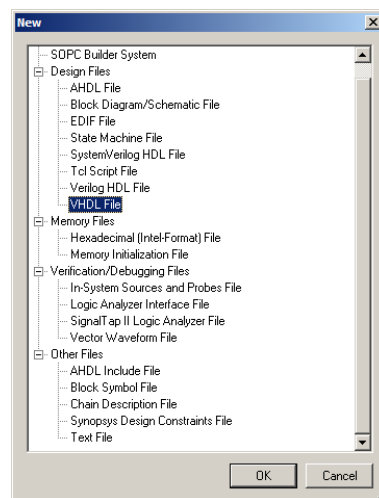 New
SOPC Builder System
Design Files
AHDL File
Block Diagram/Schematic File
EDIF File
State Machine File
SystemVerilog HDL File
Tcl Script File
Verilog HDL File
VHDL File
Memory Files
Hexadecimal (Intel-Format) File
Memory Initialization File
Verification/Debugging Files
In-System Sources and Probes File
Logic Analyzer Interface File
SignalTap II Logic Analyzer File
Vector Waveform File
Other Files
AHDL Include File
Block Symbol File
Chain Description File
Synopsys Design Constraints File
Text File
OK Cancel